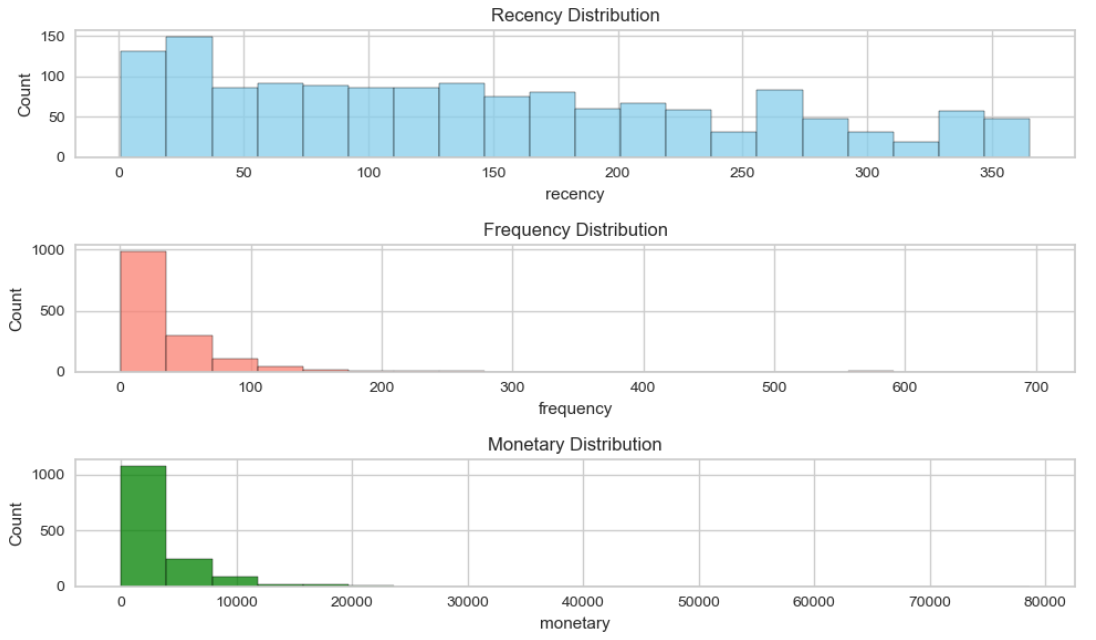 Recency Distribution
150
100
50
0
Count
0 50 100 150 200 250 300 350
recency
Frequency Distribution
1000
500
0
Count
0 100 200 300 400 500 600 700
frequency
Monetary Distribution
1000
500
0
Count
0 10000 20000 30000 40000 50000 60000 70000 80000
monetary